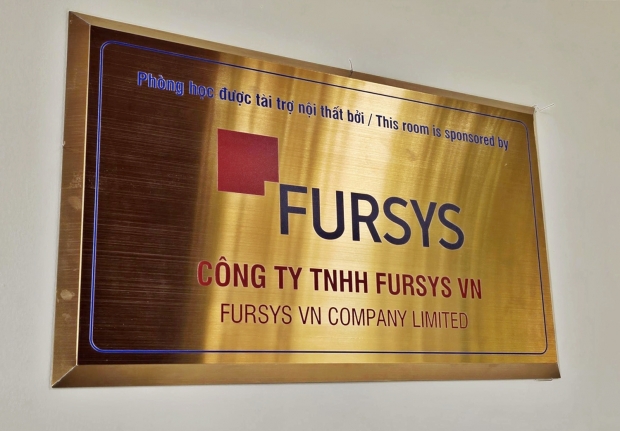 Phòng học được tài trợ nội thất bởi / This room is sponsored by
FURSYS
CÔNG TY TNHH FURSYS VN
FURSYS VN COMPANY LIMITED